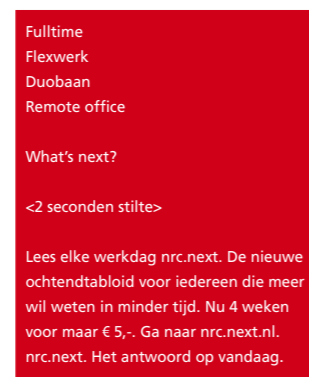 Fulltime
Flexwerk
Duobaan
Remote office
What's next?
<2 seconden stilte>
Lees elke werkdag nrc.next. De nieuwe
ochtendtabloid voor iedereen die meer
wil weten in minder tijd. Nu 4 weken
voor maar € 5,-. Ga naar nrc.next.nl.
nrc.next. Het antwoord op vandaag.